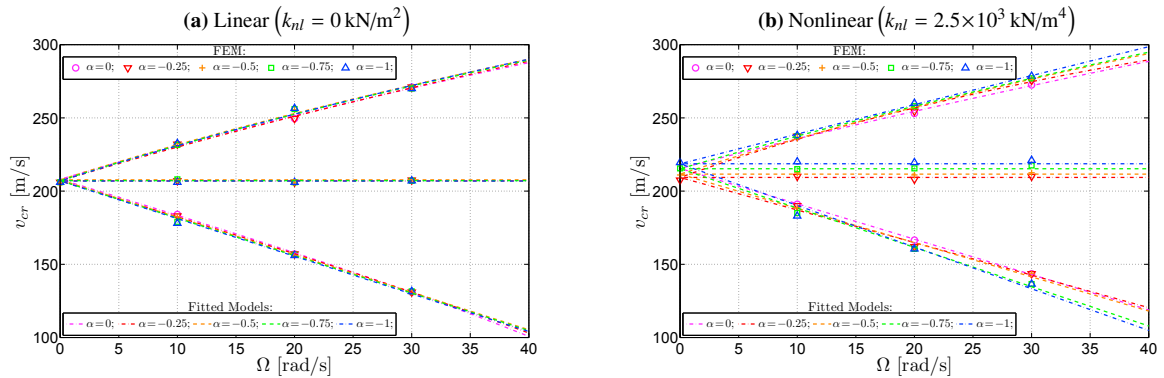 (a) Linear (k_nl = 0 kN/m²)
300
250
200
150
100
v_cr [m/s]
FEM:
α=0; α=−0.25; α=−0.5; α=−0.75; α=−1;
Fitted Models:
α=0; α=−0.25; α=−0.5; α=−0.75; α=−1;
0 5 10 15 20 25 30 35 40
Ω [rad/s]
(b) Nonlinear (k_nl = 2.5×10³ kN/m⁴)
300
250
200
150
100
v_cr [m/s]
FEM:
α=0; α=−0.25; α=−0.5; α=−0.75; α=−1;
Fitted Models:
α=0; α=−0.25; α=−0.5; α=−0.75; α=−1;
0 5 10 15 20 25 30 35 40
Ω [rad/s]